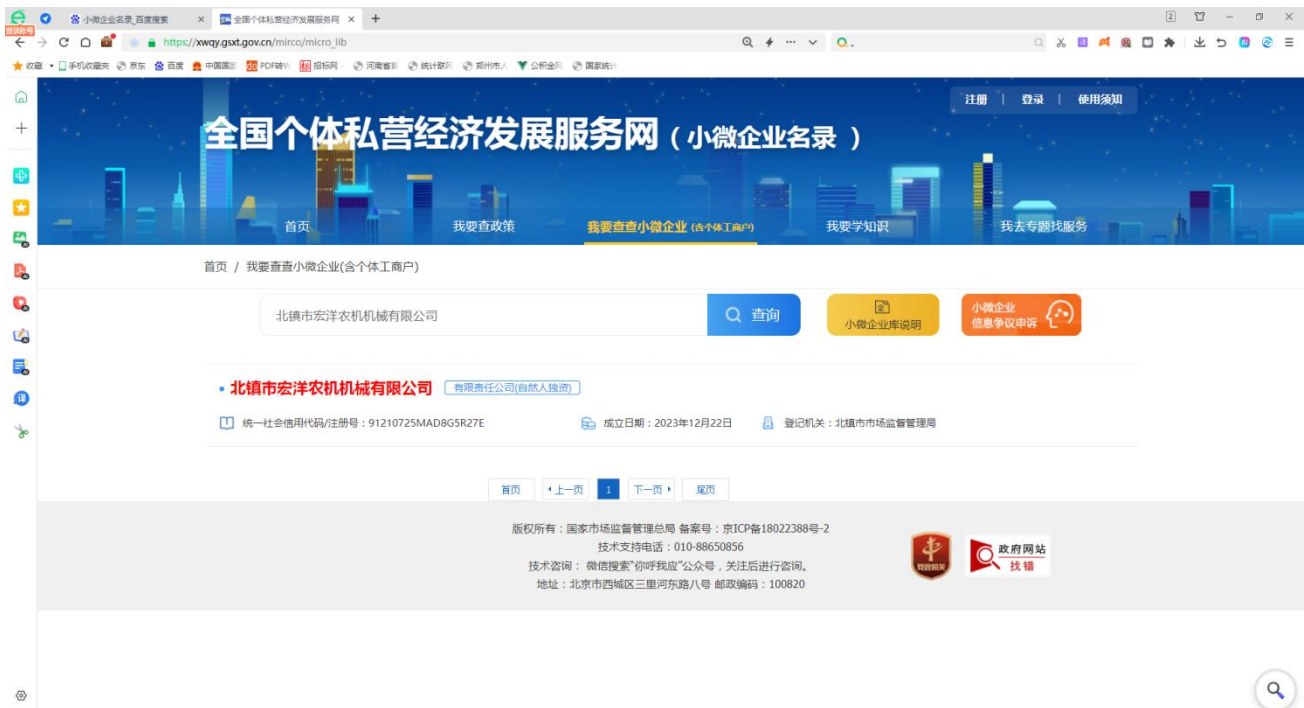 小微企业名录_百度搜索
全国个体私营经济发展服务网
2
登录账号
https://xwqy.gsxt.gov.cn/mirco/micro_lib
收藏 手机收藏夹 京东 百度 中国国 PDF转W 招标网 河南省 统计联网 郑州市人 公积金 国家统计
注册 | 登录 | 使用须知
全国个体私营经济发展服务网（小微企业名录 ）
首页 我要查政策 我要查查小微企业 (含个体工商户) 我要学知识 我去专题找服务
首页 / 我要查查小微企业(含个体工商户)
北镇市宏洋农机机械有限公司
查询
小微企业库说明
小微企业
信息争议申诉
北镇市宏洋农机机械有限公司 有限责任公司(自然人独资)
统一社会信用代码/注册号：91210725MAD8G5R27E 成立日期：2023年12月22日 登记机关：北镇市市场监督管理局
首页 上一页 1 下一页 尾页
版权所有：国家市场监督管理总局 备案号：京ICP备18022388号-2
技术支持电话：010-88650856
技术咨询： 微信搜索"你呼我应"公众号，关注后进行咨询。
地址：北京市西城区三里河东路八号 邮政编码：100820
党政机关
政府网站
找错